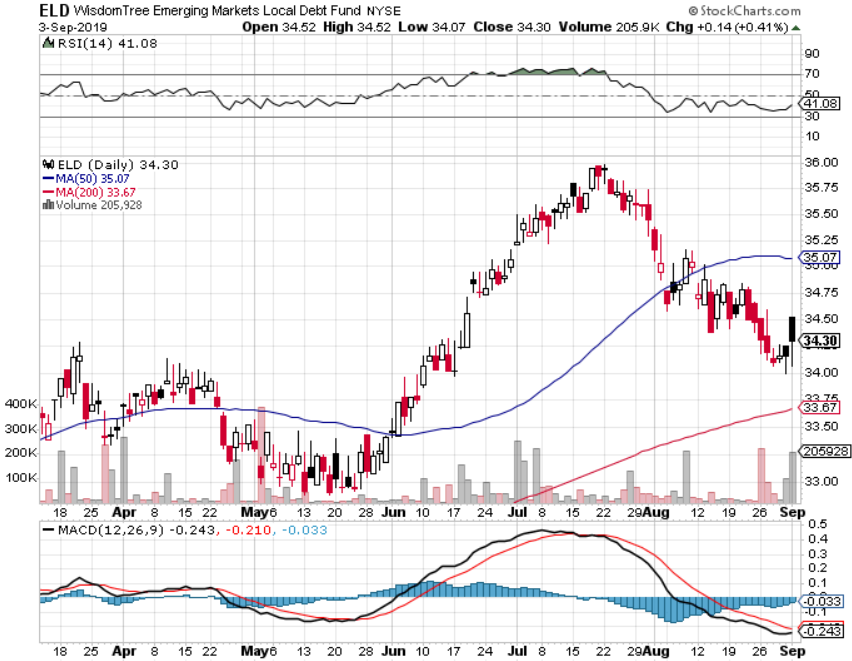 ELD WisdomTree Emerging Markets Local Debt Fund NYSE © StockCharts.com
3-Sep-2019 Open 34.52 High 34.52 Low 34.07 Close 34.30 Volume 205.9K Chg +0.14 (+0.41%)
RSI(14) 41.08
90
70
50
41.08
30
10
ELD (Daily) 34.30
MA(50) 35.07
MA(200) 33.67
Volume 205,928
36.00
35.75
35.50
35.25
35.07
35.00
34.75
34.50
34.30
34.25
34.00
33.75
33.67
33.50
205928
33.00
400K
300K
200K
100K
18 25 Apr 8 15 22 May 6 13 20 28 Jun 10 17 24 Jul 8 15 22 29 Aug 12 19 26 Sep
MACD(12,26,9) -0.243, -0.210, -0.033
0.5
0.4
0.3
0.2
0.1
-0.033
-0.1
-0.243
18 25 Apr 8 15 22 May 6 13 20 28 Jun 10 17 24 Jul 8 15 22 29 Aug 12 19 26 Sep